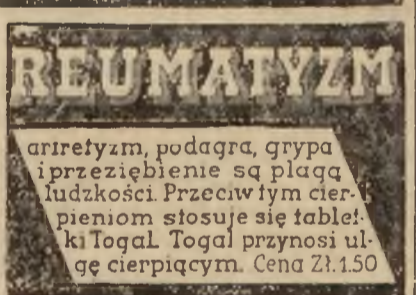 REUMATYZM
artretyzm, podagra, grypa
i przeziębienie są plagą
ludzkości. Przeciw tym cier-
pieniom stosuje się tablet-
ki Togal. Togal przynosi ul-
gę cierpiącym. Cena Zł. 1.50